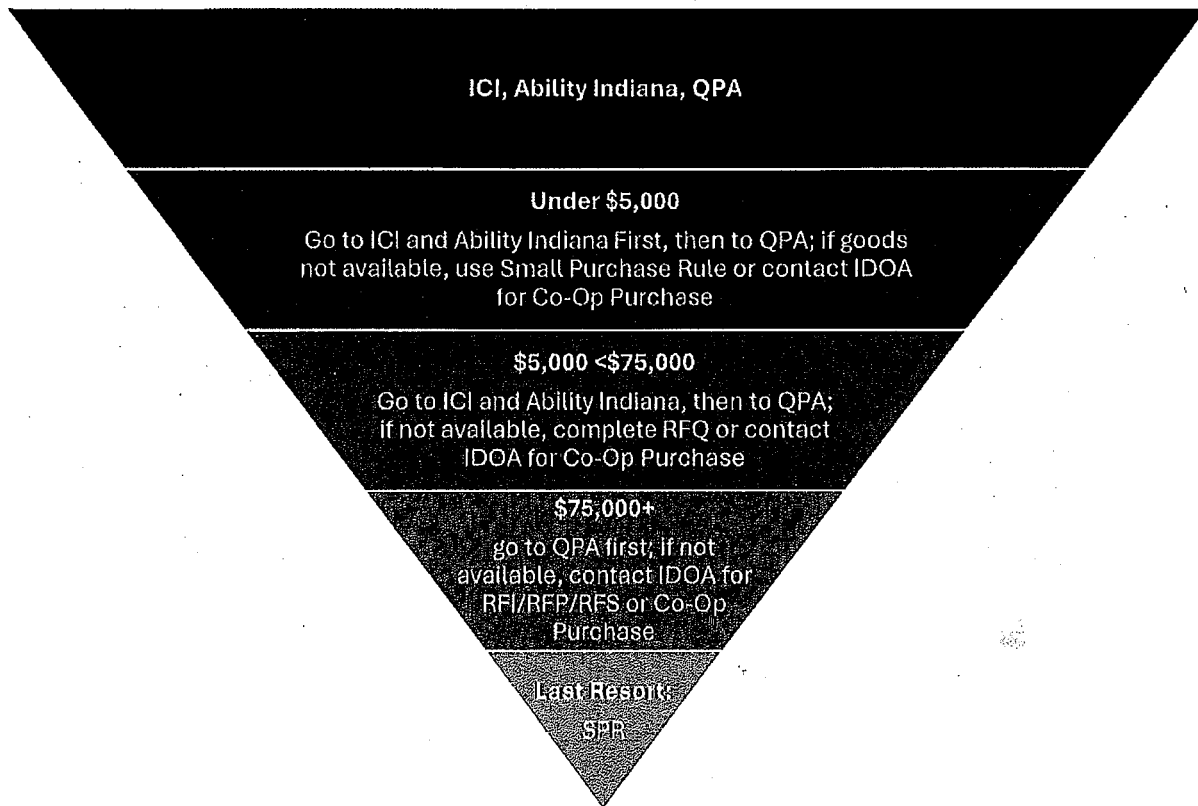 ICI, Ability Indiana, QPA
Under $5,000
Go to ICI and Ability Indiana First, then to QPA; if goods
not available, use Small Purchase Rule or contact IDOA
for Co-Op Purchase
$5,000 <$75,000
Go to ICI and Ability Indiana, then to QPA;
if not available, complete RFQ or contact
IDOA for Co-Op Purchase
$75,000+
go to QPA first; if not
available, contact IDOA for
RFI/RFP/RFS or Co-Op
Purchase
Last Resort:
SPR